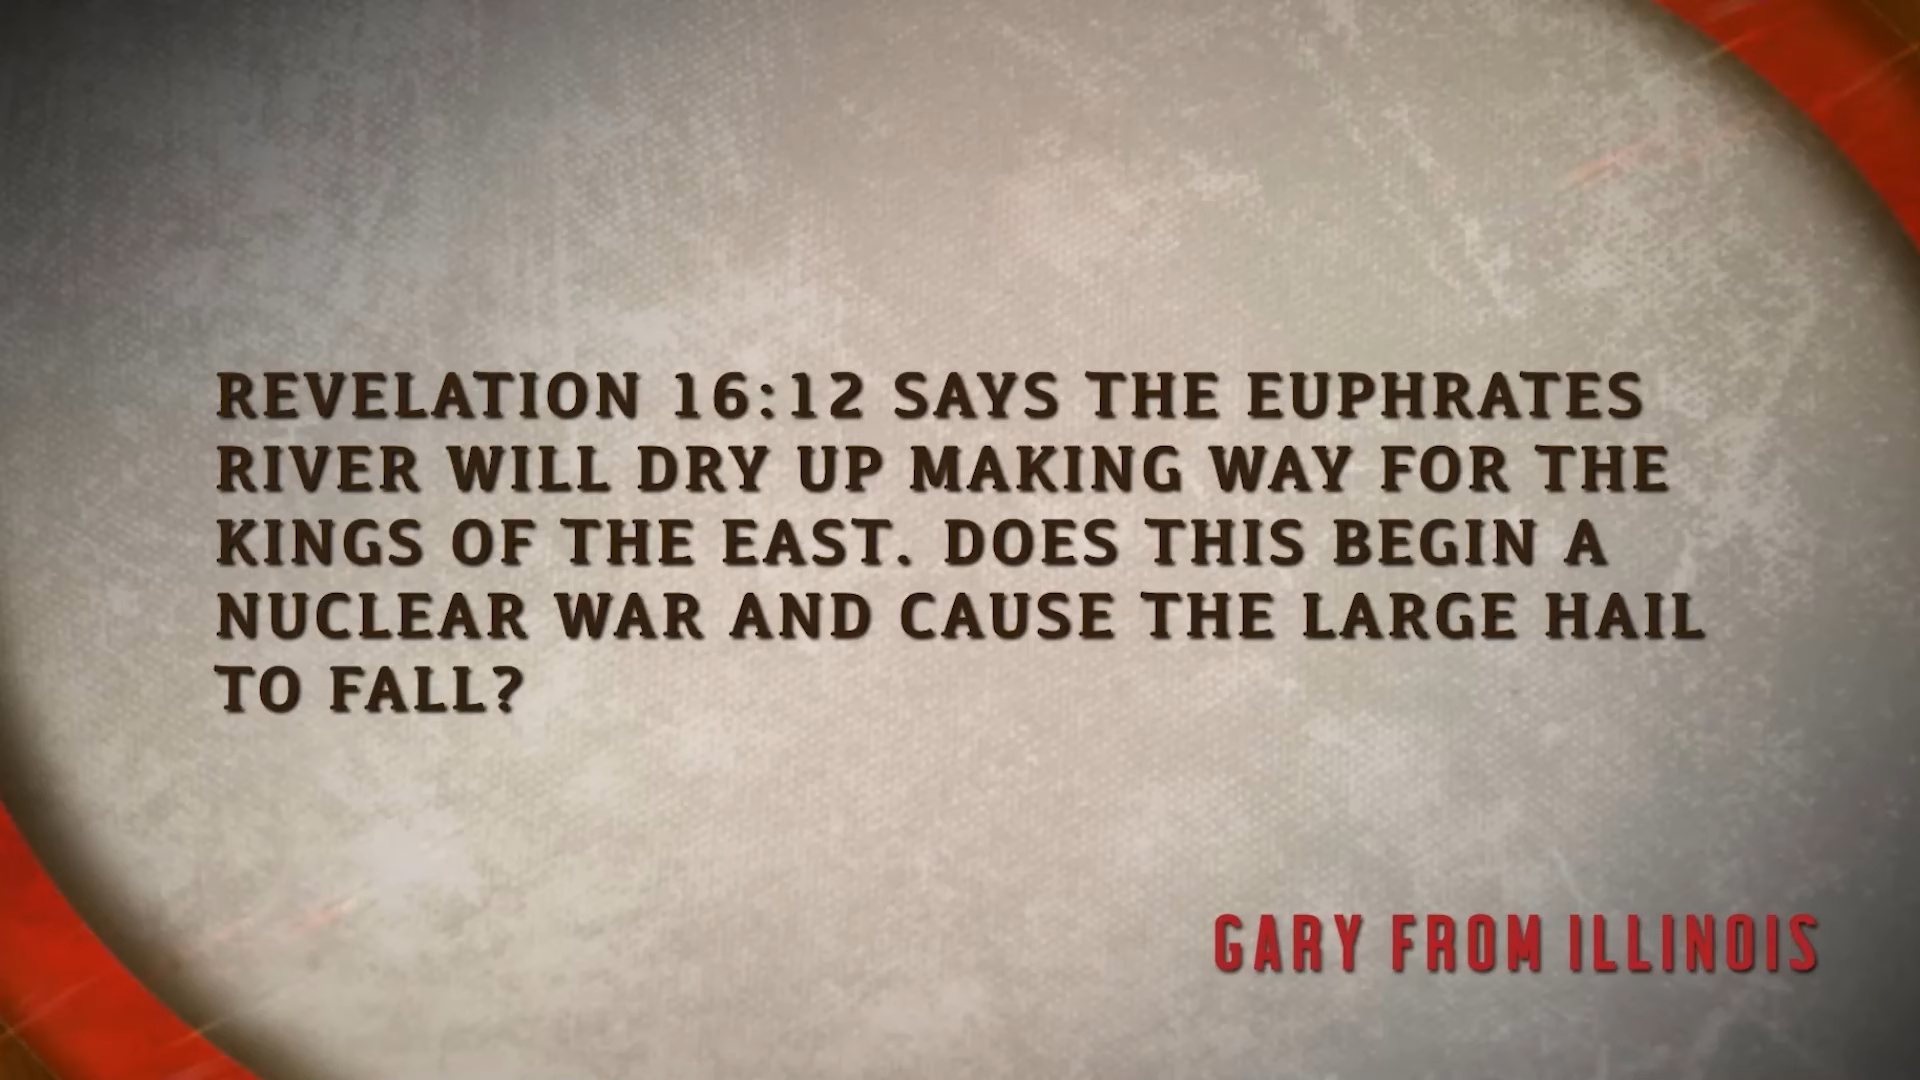 REVELATION 16:12 SAYS THE EUPHRATES
RIVER WILL DRY UP MAKING WAY FOR THE
KINGS OF THE EAST. DOES THIS BEGIN A
NUCLEAR WAR AND CAUSE THE LARGE HAIL
TO FALL?
GARY FROM ILLINOIS